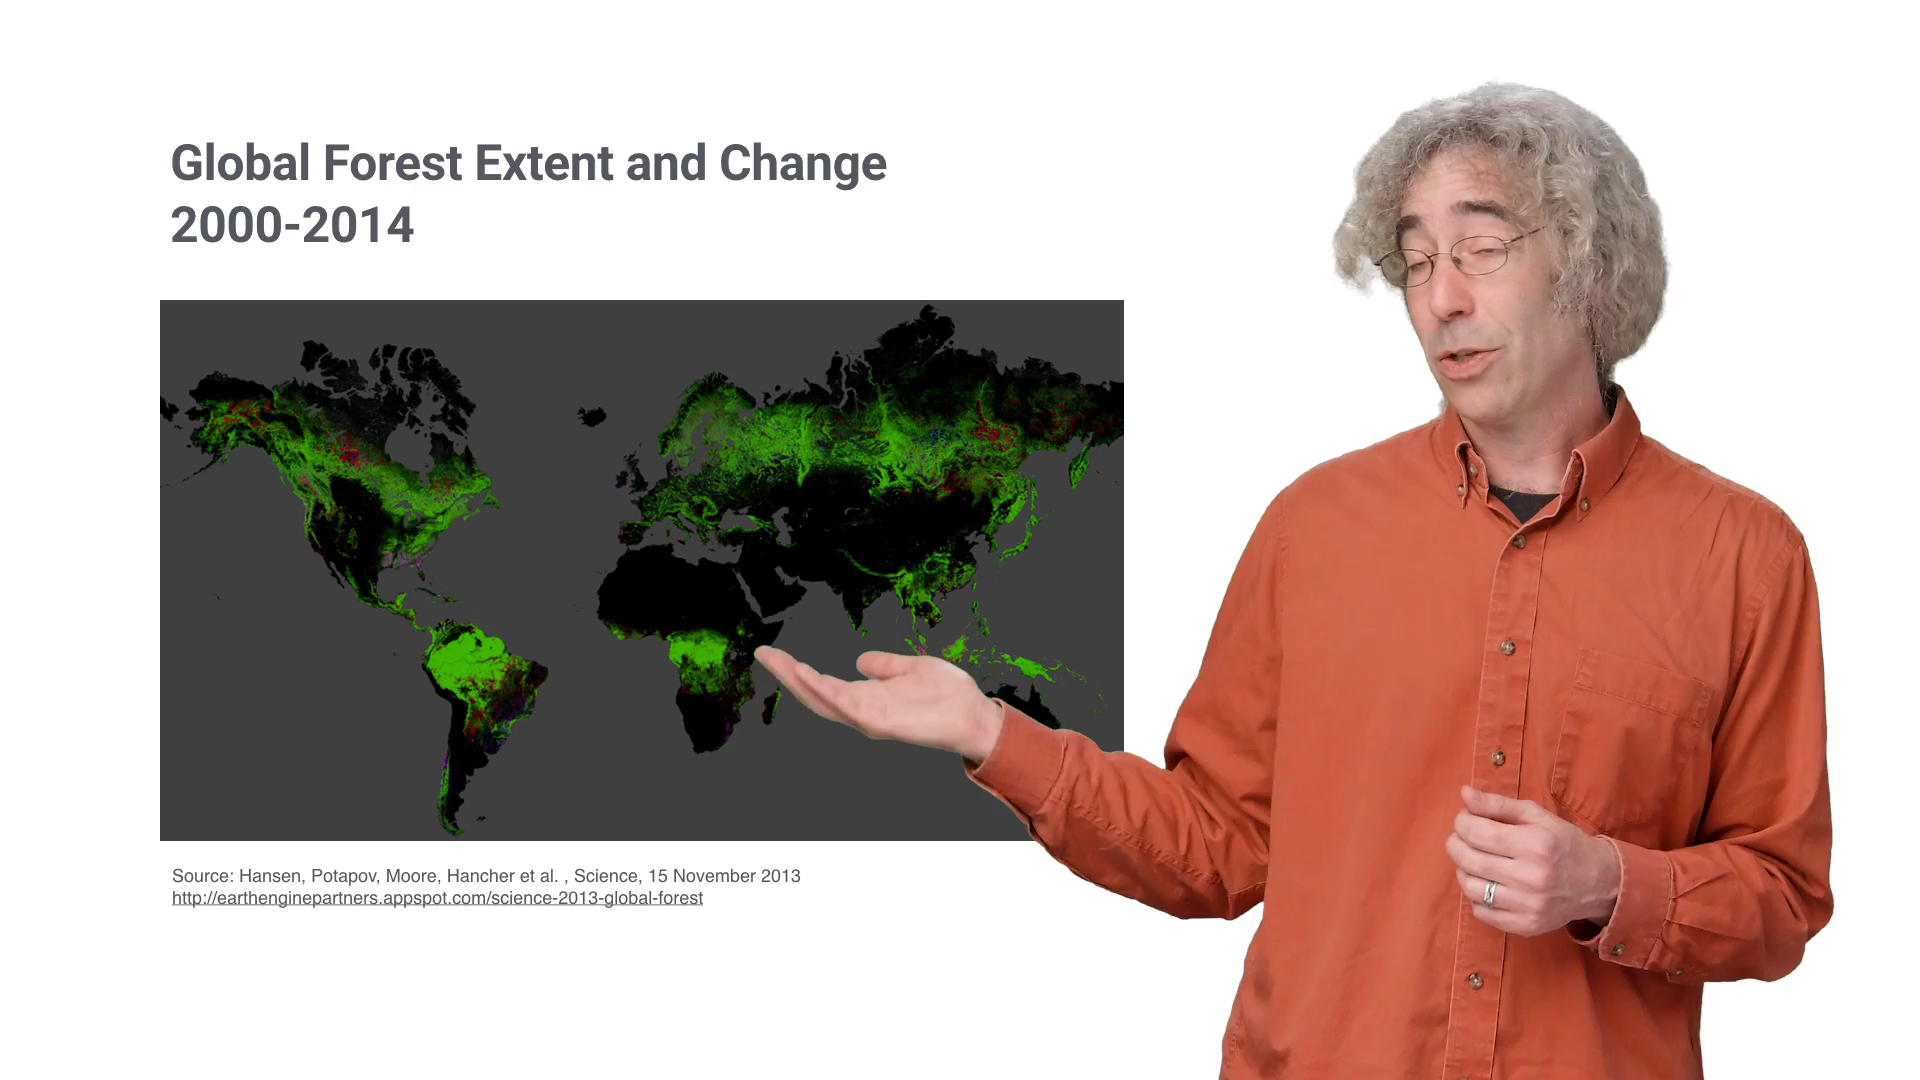 Global Forest Extent and Change
2000-2014
Source: Hansen, Potapov, Moore, Hancher et al. , Science, 15 November 2013
http://earthenginepartners.appspot.com/science-2013-global-forest